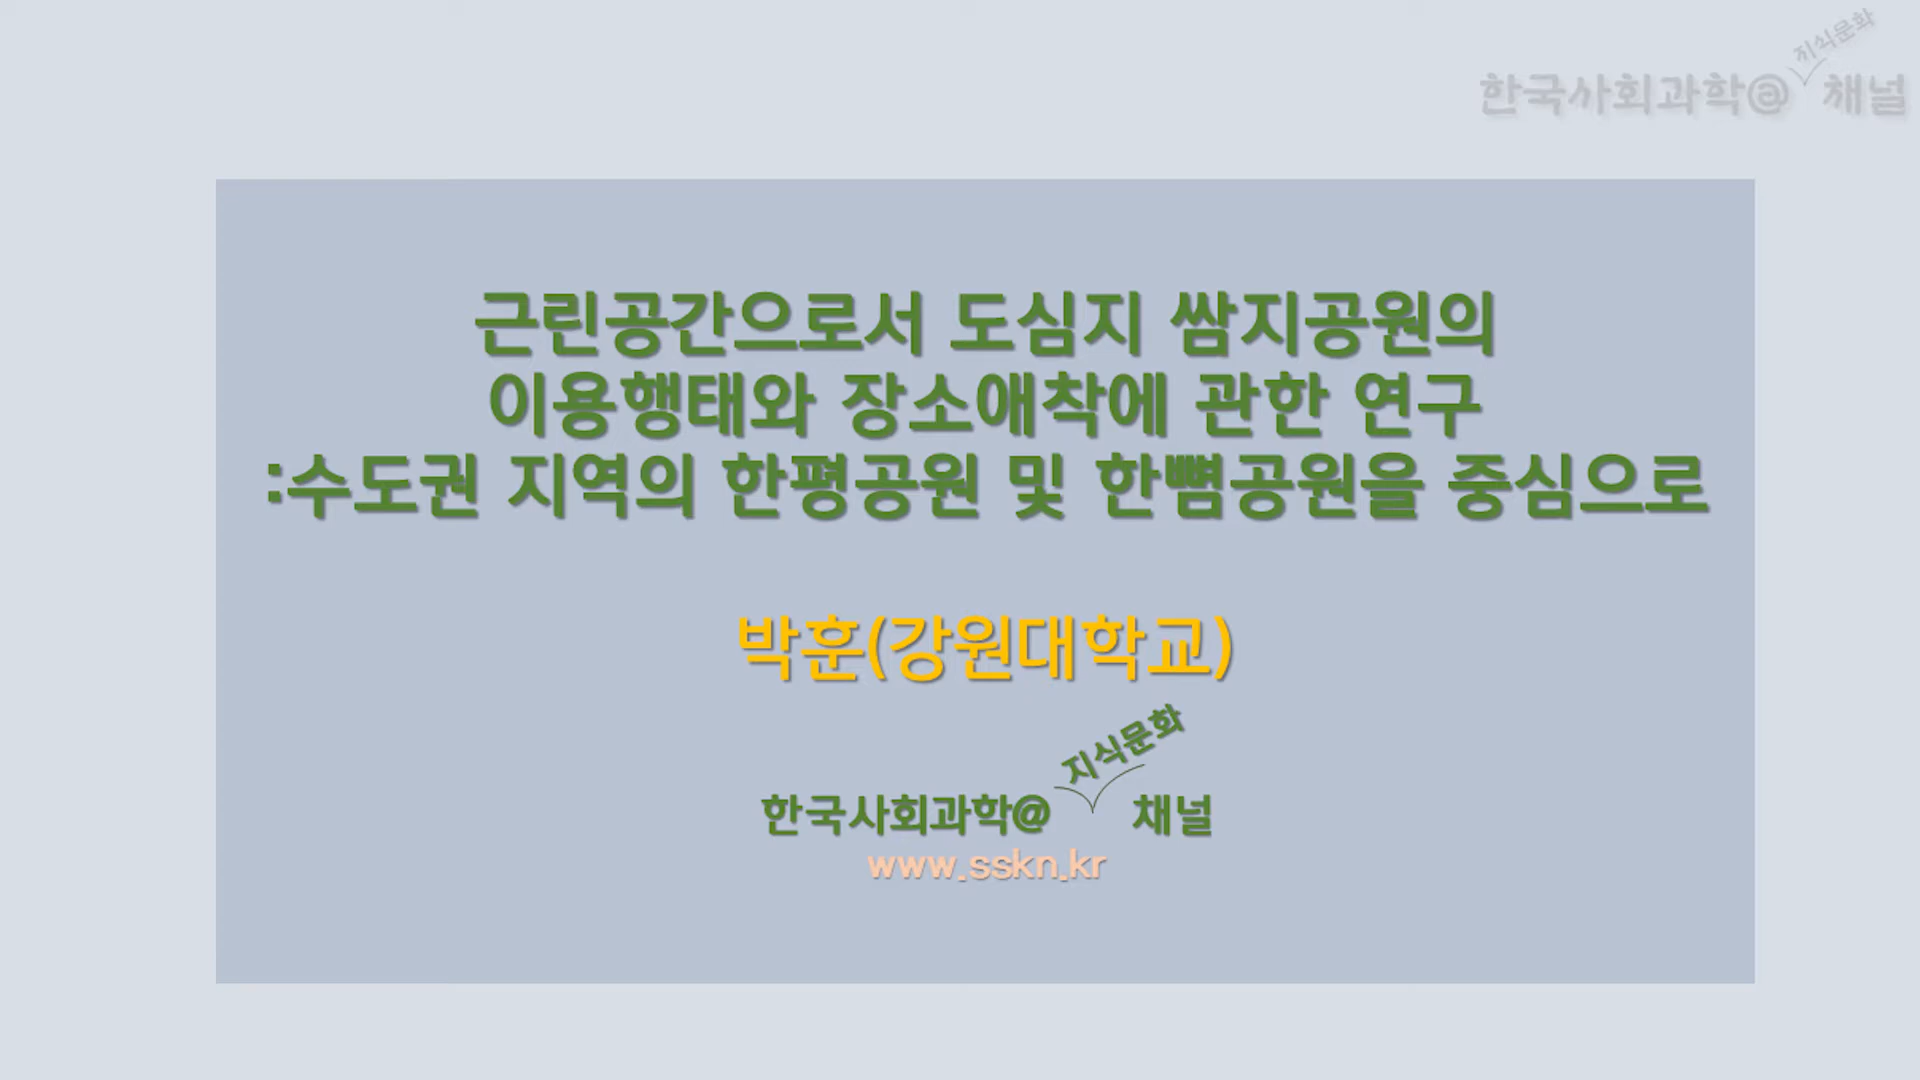 지식문화
한국사회과학@ 채널
근린공간으로서 도심지 쌈지공원의
이용행태와 장소애착에 관한 연구
:수도권 지역의 한평공원 및 한뼘공원을 중심으로
박훈(강원대학교)
지식문화
한국사회과학@ 채널
www.sskn.kr